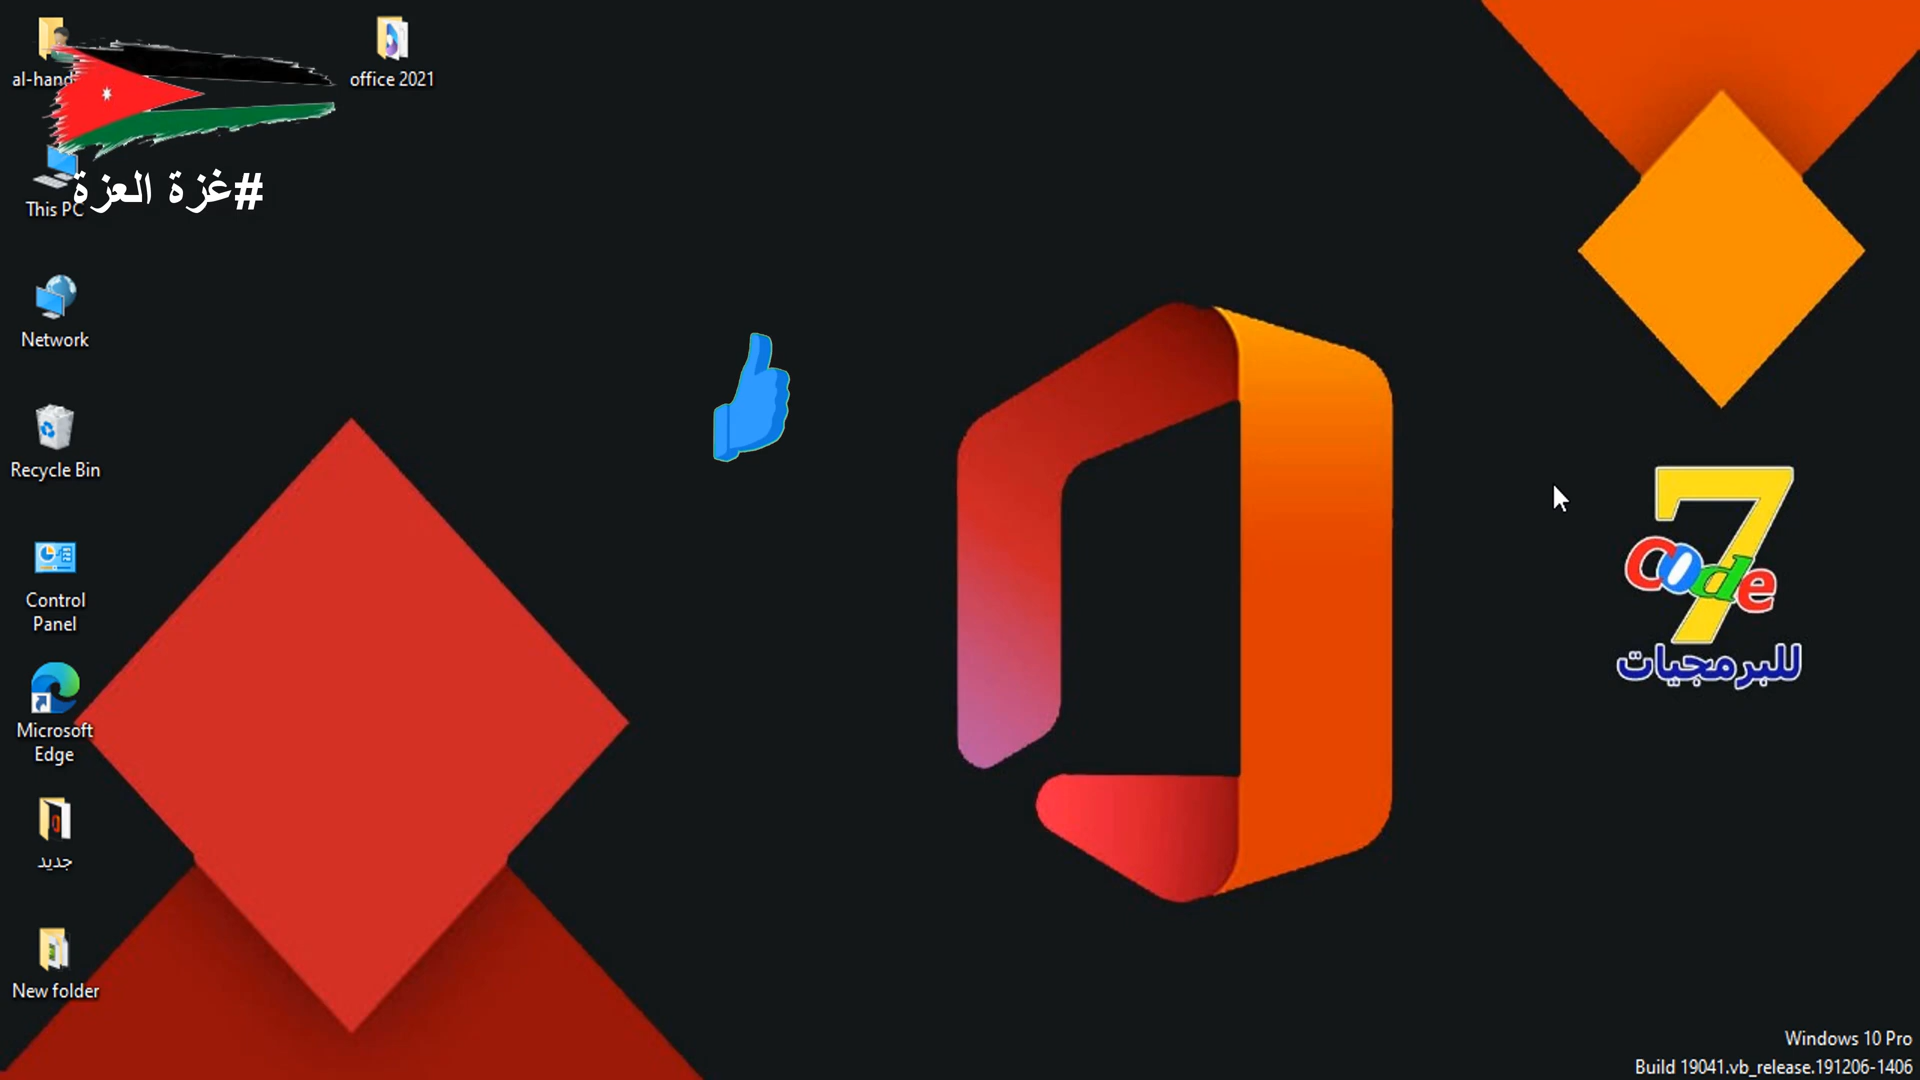 al-hand
office 2021
#غزة العزة
This PC
Network
Recycle Bin
Control
Panel
Microsoft
Edge
جديد
New folder
7
Code
للبرمجيات
Windows 10 Pro
Build 19041.vb_release.191206-1406